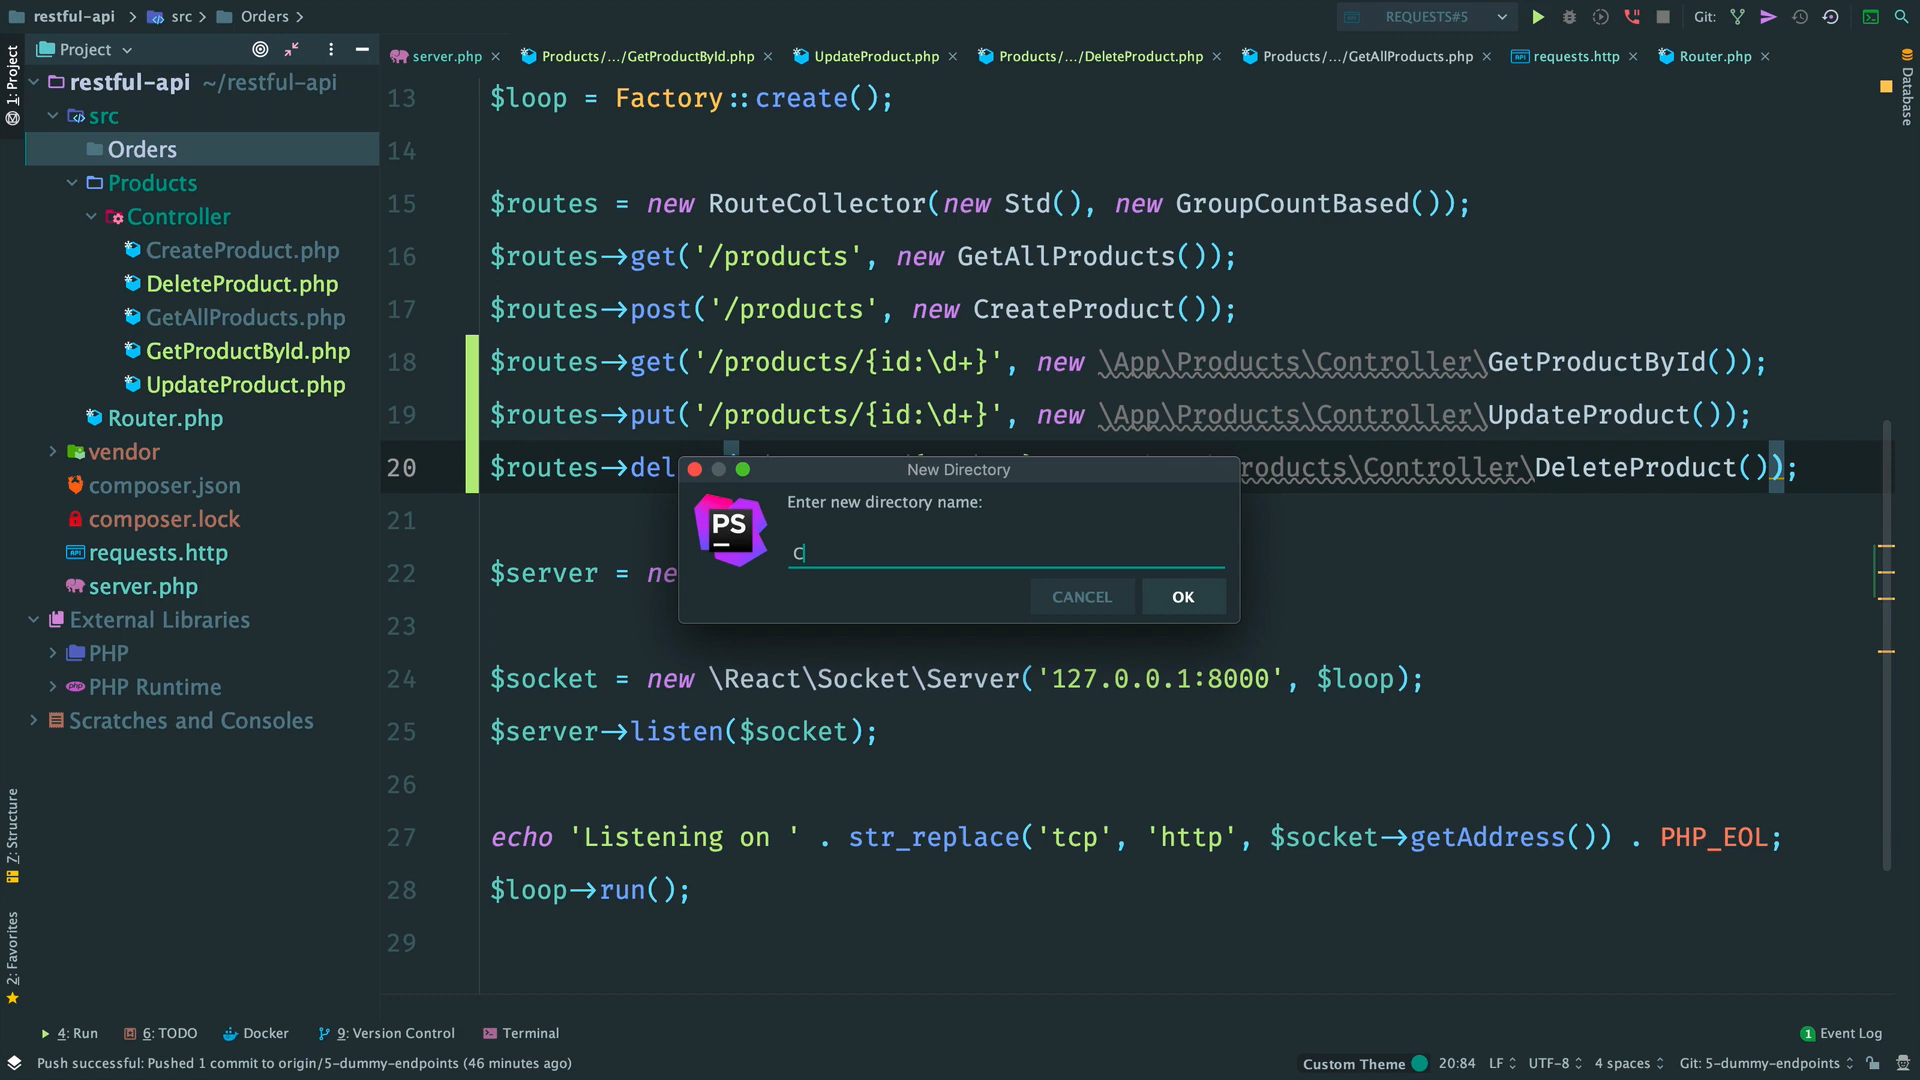 restful-api > src > Orders >
REQUESTS#5
Git:
1: Project
Project
server.php
Products/.../GetProductById.php
UpdateProduct.php
Products/.../DeleteProduct.php
Products/.../GetAllProducts.php
requests.http
Router.php
Database
restful-api ~/restful-api
src
Orders
Products
Controller
CreateProduct.php
DeleteProduct.php
GetAllProducts.php
GetProductById.php
UpdateProduct.php
Router.php
vendor
composer.json
composer.lock
requests.http
server.php
External Libraries
PHP
PHP Runtime
Scratches and Consoles
7: Structure
2: Favorites
13 $loop = Factory::create();
14
15 $routes = new RouteCollector(new Std(), new GroupCountBased());
16 $routes->get('/products', new GetAllProducts());
17 $routes->post('/products', new CreateProduct());
18 $routes->get('/products/{id:\d+}', new \App\Products\Controller\GetProductById());
19 $routes->put('/products/{id:\d+}', new \App\Products\Controller\UpdateProduct());
20 $routes->del roducts\Controller\DeleteProduct());
21
22 $server = ne
23
24 $socket = new \React\Socket\Server('127.0.0.1:8000', $loop);
25 $server->listen($socket);
26
27 echo 'Listening on ' . str_replace('tcp', 'http', $socket->getAddress()) . PHP_EOL;
28 $loop->run();
29
New Directory
PS
Enter new directory name:
C
CANCEL
OK
4: Run
6: TODO
Docker
9: Version Control
Terminal
1 Event Log
Push successful: Pushed 1 commit to origin/5-dummy-endpoints (46 minutes ago)
Custom Theme
20:84
LF
UTF-8
4 spaces
Git: 5-dummy-endpoints